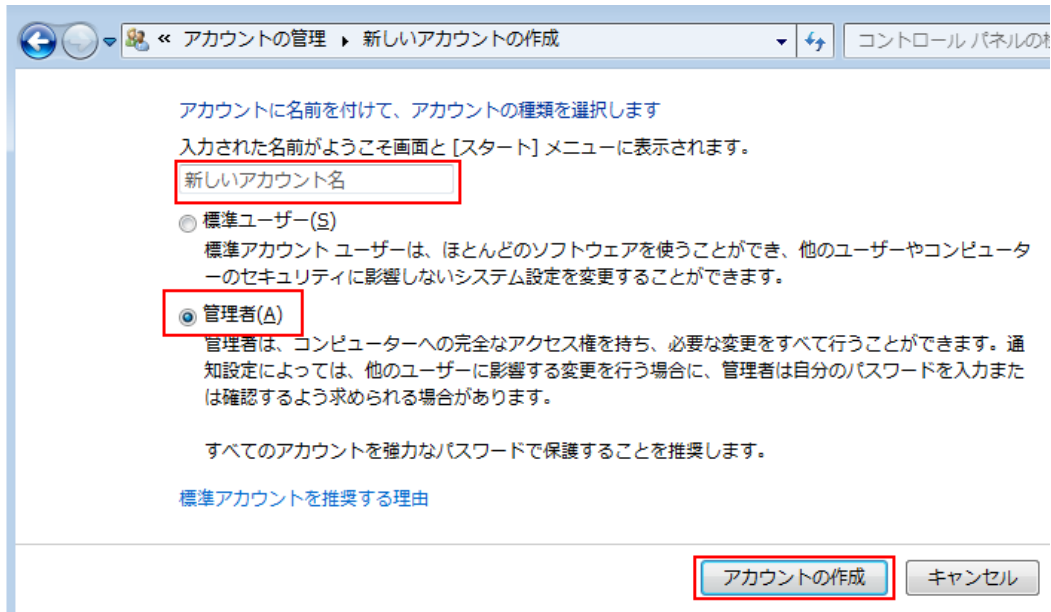 « アカウントの管理 ▸ 新しいアカウントの作成
コントロール パネルの
アカウントに名前を付けて、アカウントの種類を選択します
入力された名前がようこそ画面と [スタート] メニューに表示されます。
新しいアカウント名
標準ユーザー(S)
標準アカウント ユーザーは、ほとんどのソフトウェアを使うことができ、他のユーザーやコンピュータ
ーのセキュリティに影響しないシステム設定を変更することができます。
管理者(A)
管理者は、コンピューターへの完全なアクセス権を持ち、必要な変更をすべて行うことができます。通
知設定によっては、他のユーザーに影響する変更を行う場合に、管理者は自分のパスワードを入力また
は確認するよう求められる場合があります。
すべてのアカウントを強力なパスワードで保護することを推奨します。
標準アカウントを推奨する理由
アカウントの作成
キャンセル